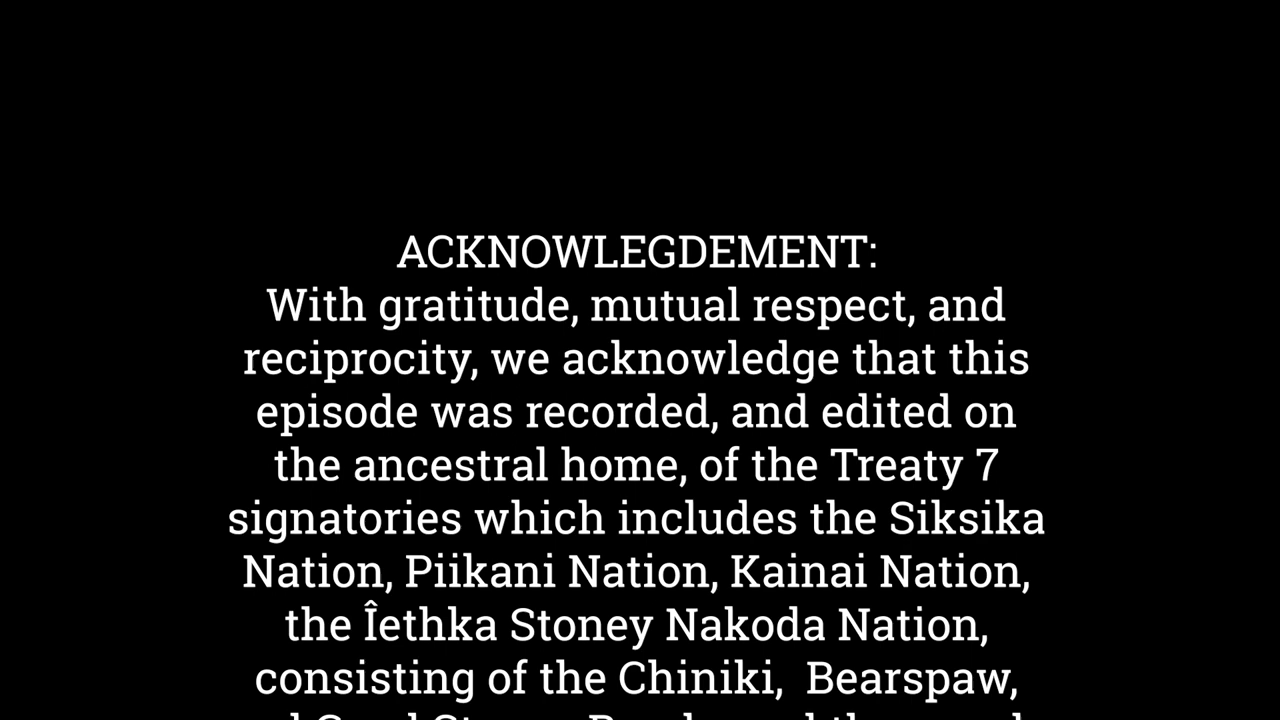 ACKNOWLEGDEMENT:
With gratitude, mutual respect, and
reciprocity, we acknowledge that this
episode was recorded, and edited on
the ancestral home, of the Treaty 7
signatories which includes the Siksika
Nation, Piikani Nation, Kainai Nation,
the Îethka Stoney Nakoda Nation,
consisting of the Chiniki,  Bearspaw,